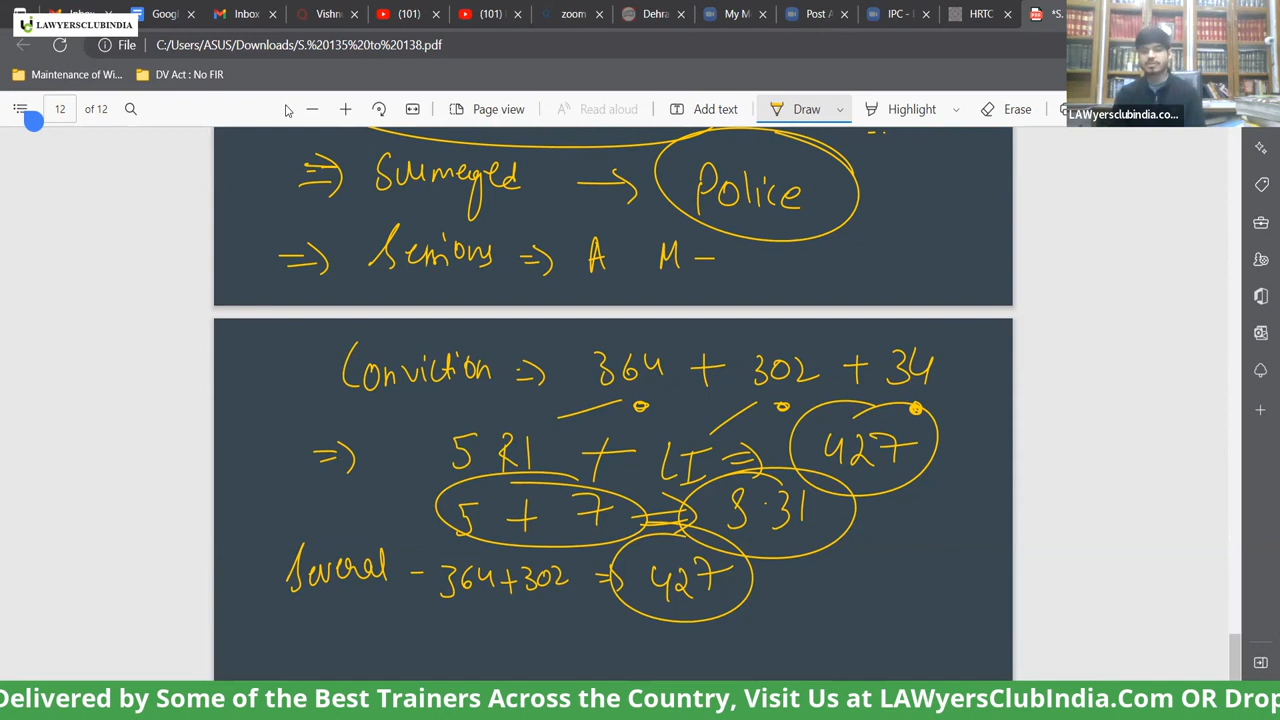 Googl
Inbox
Vishr
(101)
(101)
Dehra
My M
Post
IPC -
HRTC
*S.
LAWYERSCLUBINDIA
File
C:/Users/ASUS/Downloads/S.%20135%20to%20138.pdf
Maintenance of Wi...
DV Act : No FIR
12 of 12
Page view
Read aloud
Add text
Draw
Highlight
Erase
LAWyersclubindia.co...
=> Submerged → Police
=> Serious => A M -
Conviction => 364 + 302 + 34
=> 5 RI + LI => 427
5 + 7 = S.31
Several - 364+302 => 427
Delivered by Some of the Best Trainers Across the Country, Visit Us at LAWyersClubIndia.Com OR Drop